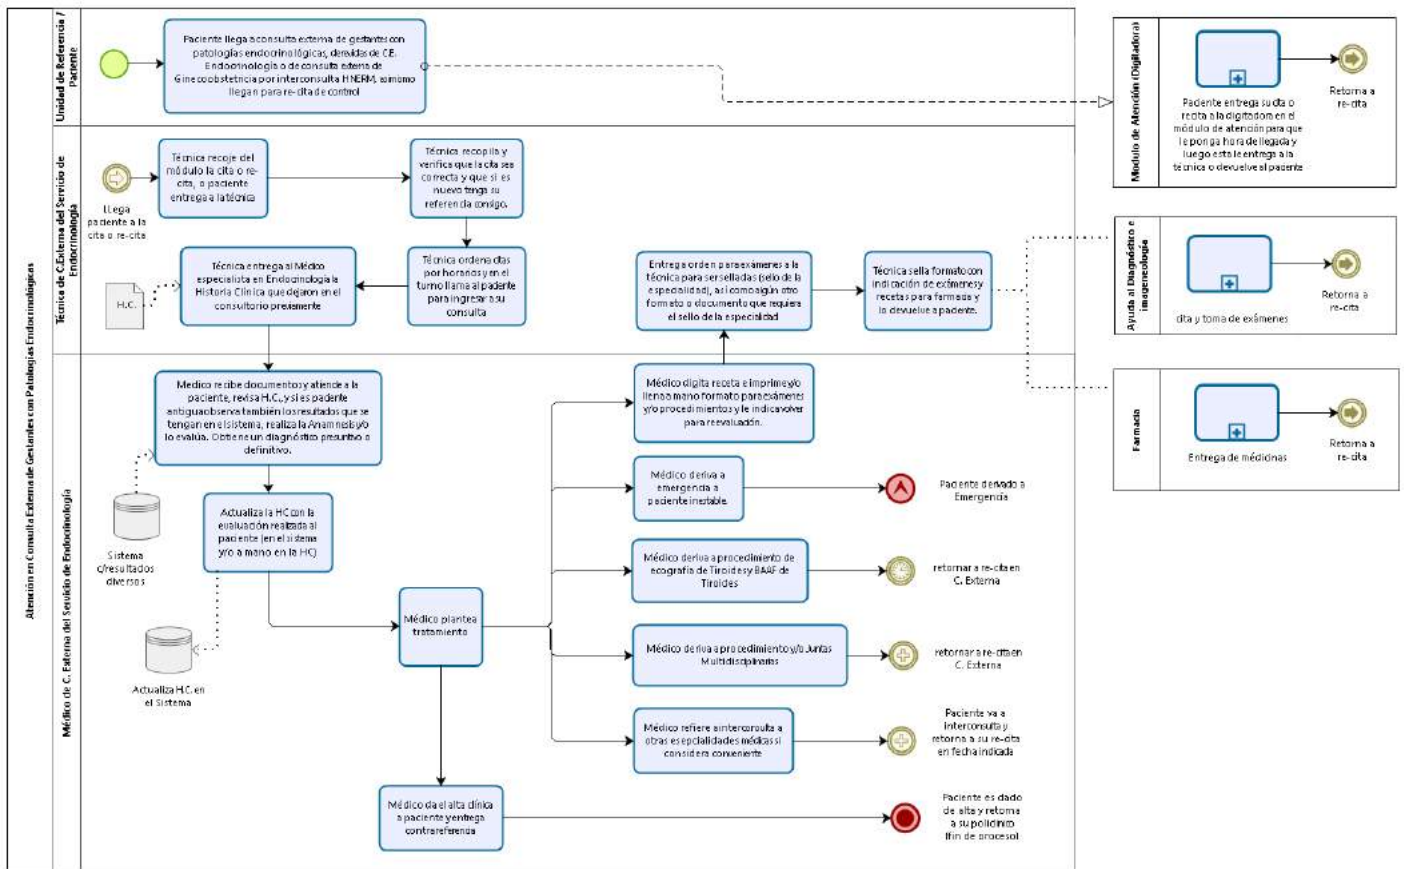 Atención en Consulta Externa de Gestantes con Patologías Endocrinológicas
Unidad de Referencia /
Paciente
Paciente llega a consulta externa de gestantes con
patologías endocrinológicas, derivadas de C.E.
Endocrinología o de consulta externa de
Ginecoobstetricia por interconsulta HNERM, asimismo
llegan para re-cita de control
Técnica de C.Externa del Servicio de
Endocrinología
LLega
paciente a la
cita o re-cita
Técnica recoje del
módulo la cita o re-
cita, o paciente
entrega a la técnica
Técnica recopila y
verifica que la cita sea
correcta y que si es
nuevo tenga su
referencia consigo.
Técnica ordena citas
por horarios y en el
turno llama al paciente
para ingresar a su
consulta
Técnica entrega al Médico
especialista en Endocrinología la
Historia Clínica que dejaron en el
consultorio previamente
H.C.
Entrega orden para exámenes a la
técnica para ser selladas (sello de la
especialidad), así como algún otro
formato o documento que requiera
el sello de la especialidad
Técnica sella formato con
indicación de exámenes y
recetas para farmacia y
lo devuelve a paciente.
Médico de C. Externa del Servicio de Endocrinología
Medico recibe documentos y atiende a la
paciente, revisa H.C., y si es paciente
antigua observa también los resultados que se
tengan en el sistema, realiza la Anamnesis y/o
lo evalúa. Obtiene un diagnóstico presuntivo o
definitivo.
Sistema
c/resultados
diversos
Actualiza la HC con la
evaluación realizada al
paciente (en el sistema
y/o a mano en la HC)
Actualiza H.C. en
el Sistema
Médico plantea
tratamiento
Médico digita receta e imprime y/o
llena a mano formato para exámenes
y/o procedimientos y le indica volver
para reevaluación.
Médico deriva a
emergencia a
paciente inestable.
Paciente derivado a
Emergencia
Médico deriva a procedimiento de
ecografía de Tiroides y BAAF de
Tiroides
retornar a re-cita en
C. Externa
Médico deriva a procedimiento y/o Juntas
Multidisciplinarias
retornar a re-cita en
C. Externa
Médico refiere a interconsulta a
otras esepcialidades médicas si
considera conveniente
Paciente va a
interconsulta y
retorna a su re-cita
en fecha indicada
Médico da el alta clínica
a paciente y entrega
contrareferencia
Paciente es dado
de alta y retorna
a su policlínico
(fin de proceso)
Modulo de Atención (Digitadora)
Paciente entrega su cita o
recita a la digitadora en el
módulo de atención para que
le ponga hora de llegada y
luego esta le entrega a la
técnica o devuelve al paciente
Retorna a
re-cita
Ayuda al Diagnóstico e
imageneología
cita y toma de exámenes
Retorna a
re-cita
Farmacia
Entrega de médicinas
Retorna a
re-cita